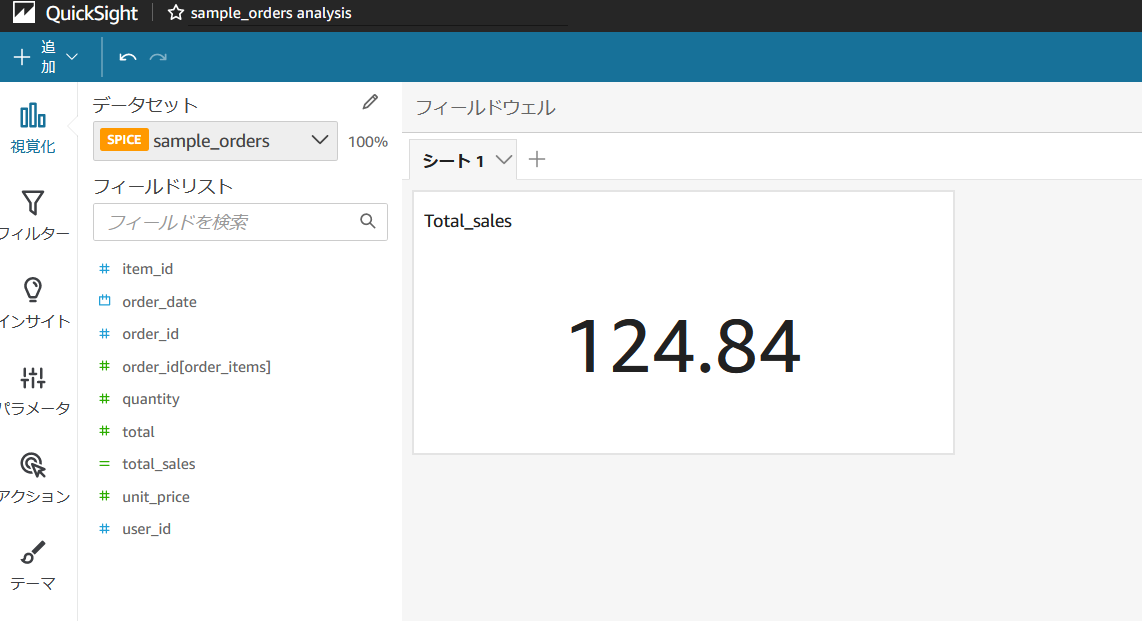 QuickSight
sample_orders analysis
追
加
視覚化
フィルター
インサイト
パラメータ
アクション
テーマ
データセット
SPICE sample_orders 100%
フィールドリスト
フィールドを検索
item_id
order_date
order_id
order_id[order_items]
quantity
total
total_sales
unit_price
user_id
フィールドウェル
シート 1
Total_sales
124.84